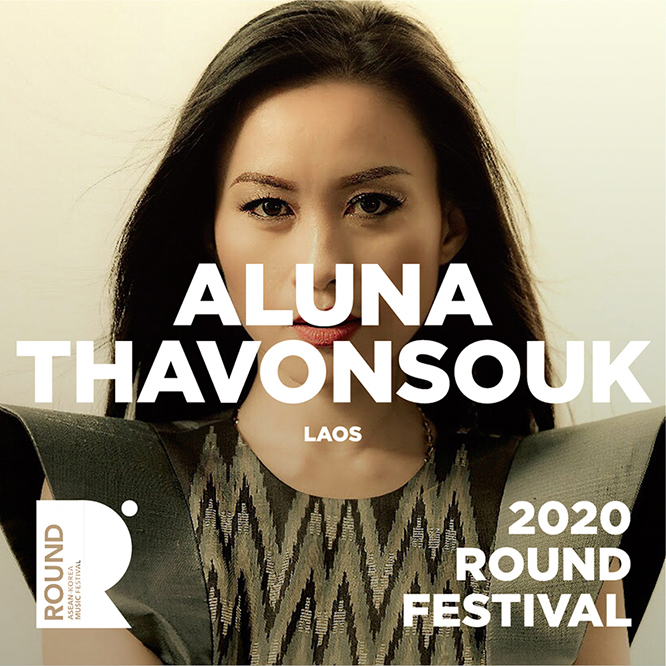 ALUNA
THAVONSOUK
LAOS
ROUND
ASEAN-KOREA
MUSIC FESTIVAL
2020
ROUND
FESTIVAL